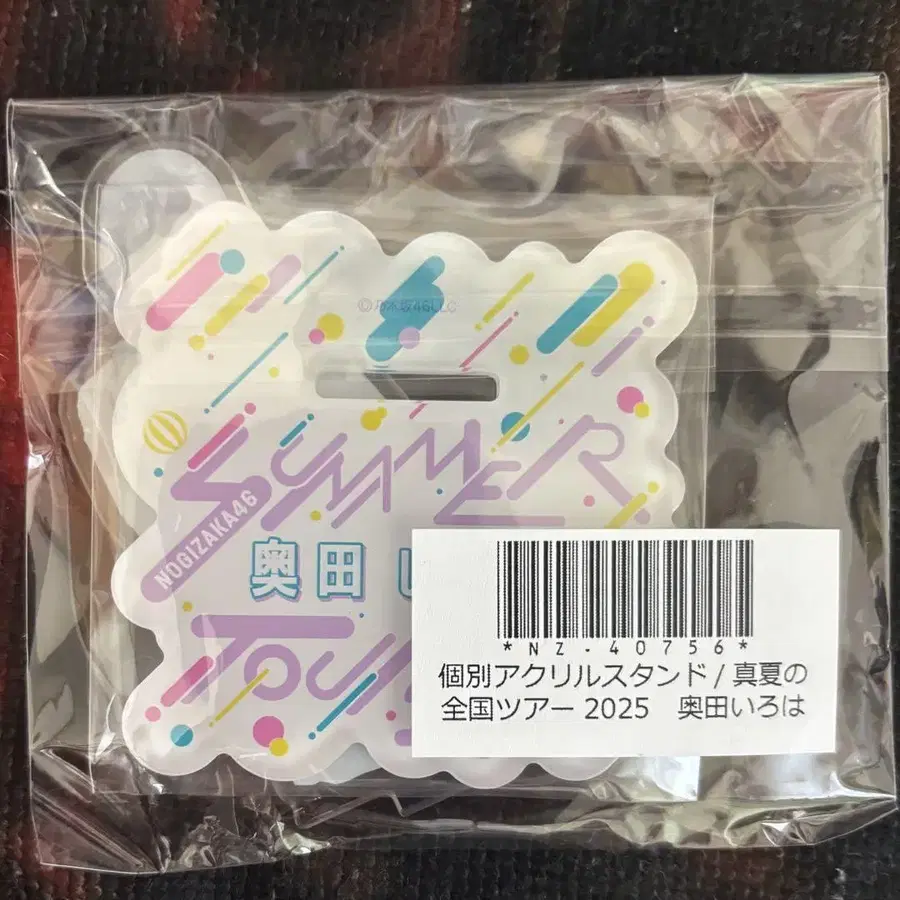 ©乃木坂46LLC
SUMMER
NOGIZAKA46
奥田い
TOU
*NZ-40756*
個別アクリルスタンド/真夏の
全国ツアー 2025 奥田いろは